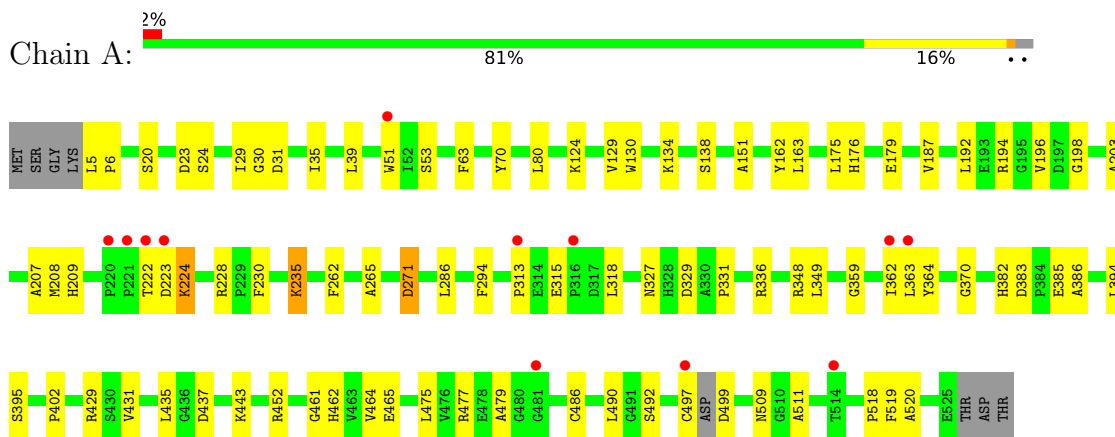 2%
Chain A:
81% 16% ••
MET SER GLY LYS L5 P6 S20 D23 S24 I29 G30 D31 I35 L39 W51 I52 S53 F63 Y70 L80 K124 V129 W130 K134 S138 A151 Y162 L163 L175 H176 E179 V187 L192 E193 R194 G195 V196 D197 G198
A207 M208 H209 P220 P221 T222 D223 K224 R228 P229 F230 K235 F262 A265 D271 L286 F294 P313 E314 E315 P316 D317 L318 N327 H328 D329 A330 P331 R336 R348 L349 G359 I362 L363 Y364 G370 H382 D383 P384 E385 A386 L394
S395 P402 R429 S430 V431 L435 G436 D437 K443 R452 G461 H462 V463 V464 E465 L475 V476 R477 E478 A479 G480 G481 C486 L490 G491 S492 C497 ASP D499 N509 G510 A511 T514 P518 F519 A520 E525 THR ASP THR